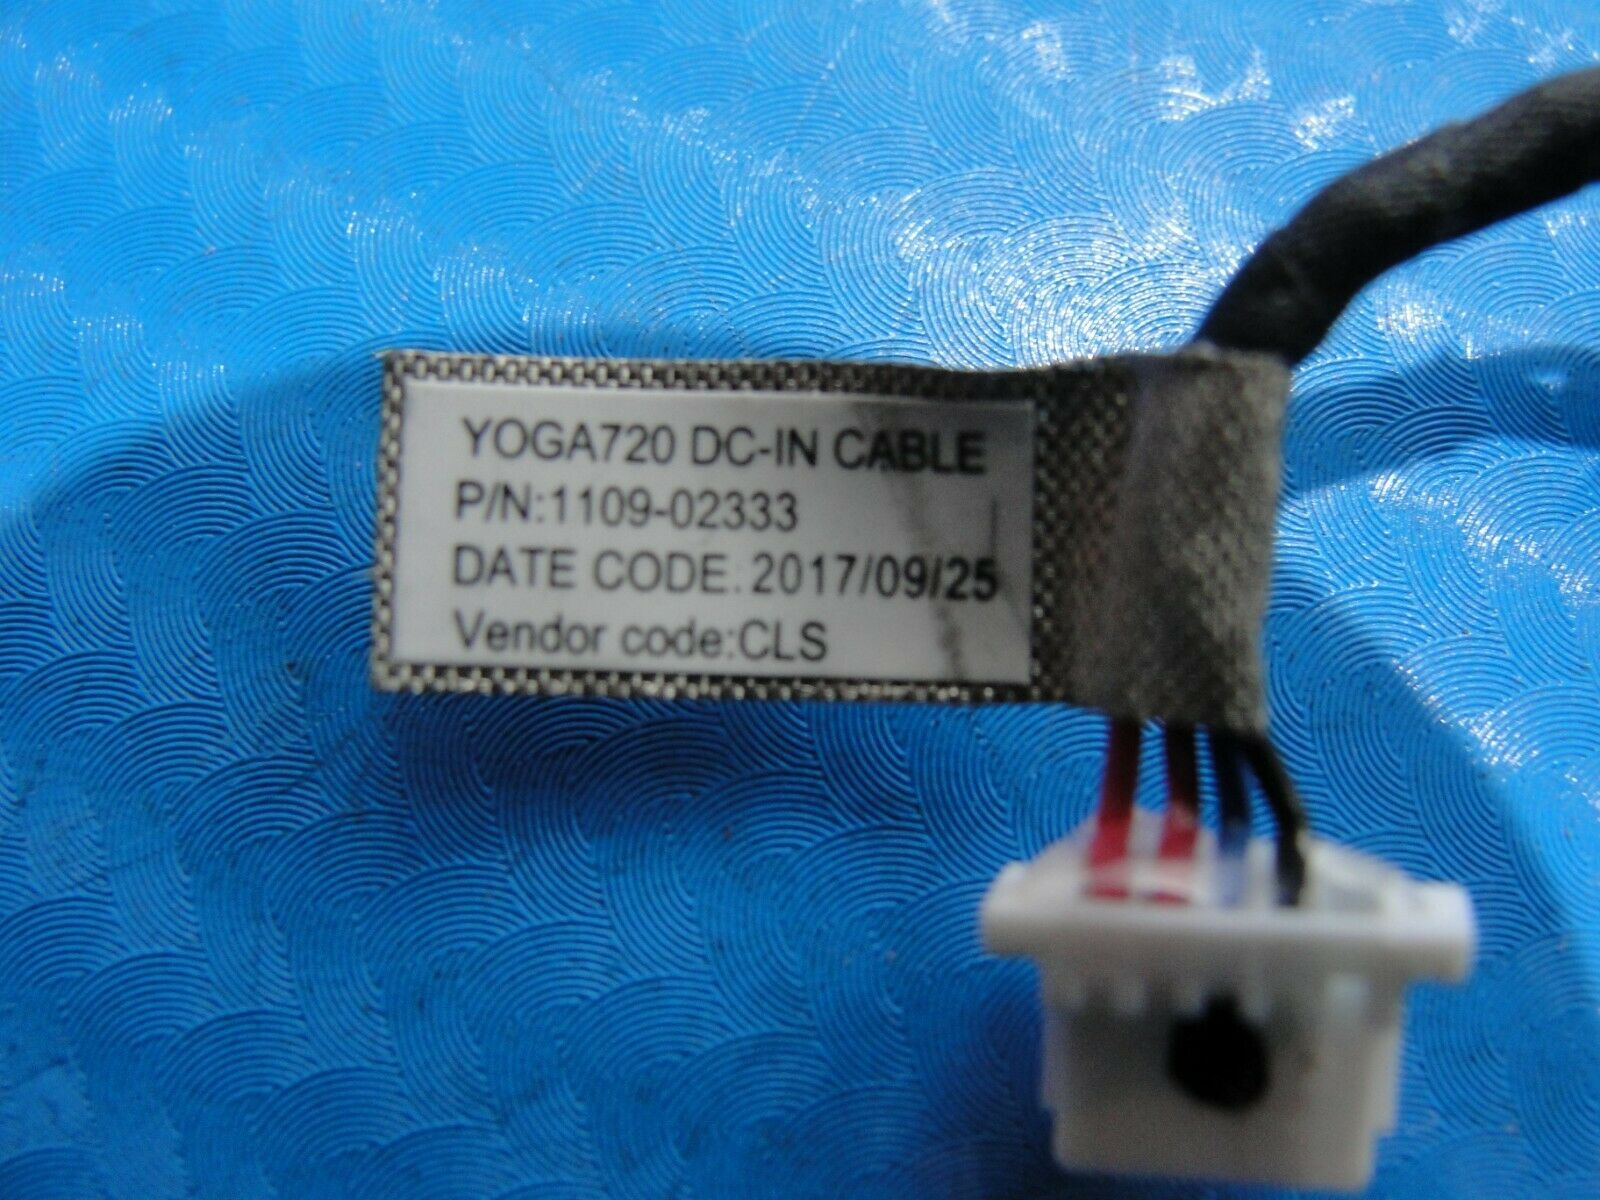 YOGA720 DC-IN CABLE
P/N:1109-02333
DATE CODE. 2017/09/25
Vendor code:CLS